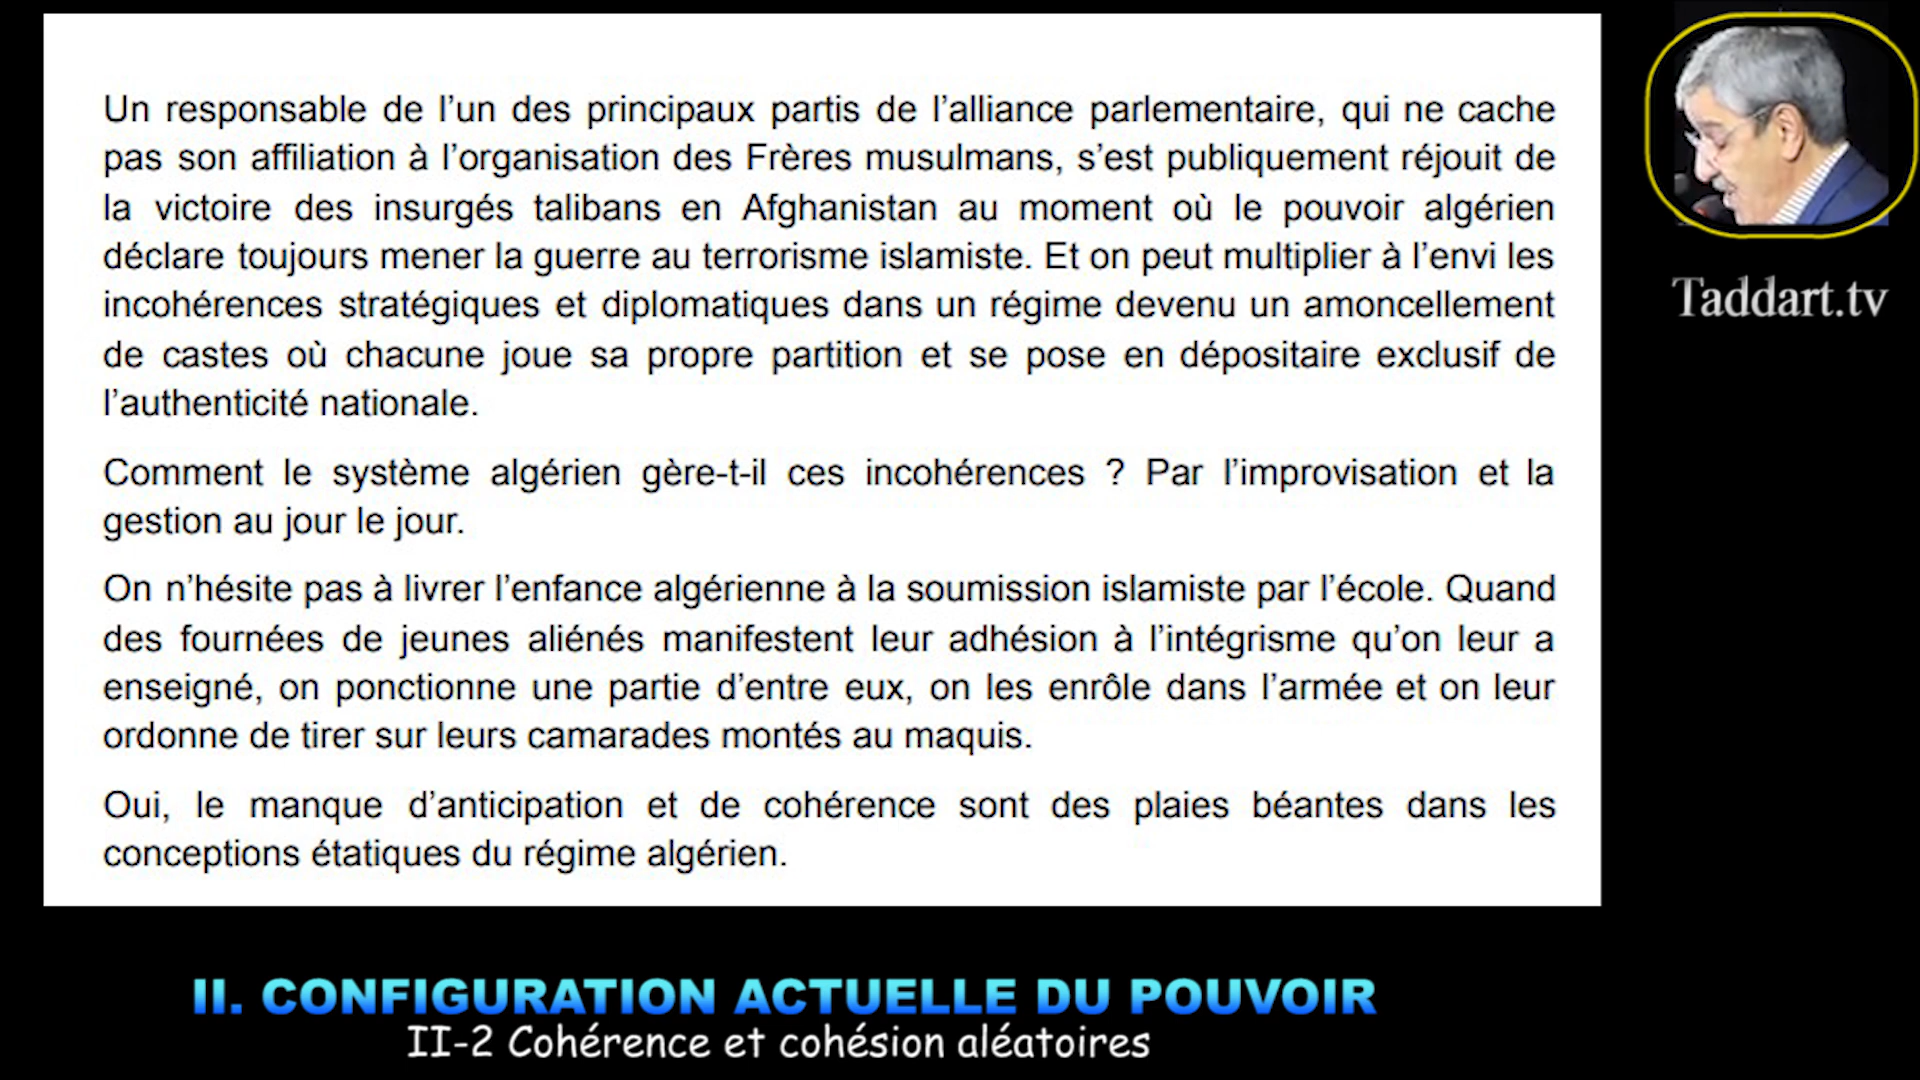 Un responsable de l’un des principaux partis de l’alliance parlementaire, qui ne cache
pas son affiliation à l’organisation des Frères musulmans, s’est publiquement réjouit de
la victoire des insurgés talibans en Afghanistan au moment où le pouvoir algérien
déclare toujours mener la guerre au terrorisme islamiste. Et on peut multiplier à l’envi les
incohérences stratégiques et diplomatiques dans un régime devenu un amoncellement
de castes où chacune joue sa propre partition et se pose en dépositaire exclusif de
l’authenticité nationale.
Comment le système algérien gère-t-il ces incohérences ? Par l’improvisation et la
gestion au jour le jour.
On n’hésite pas à livrer l’enfance algérienne à la soumission islamiste par l’école. Quand
des fournées de jeunes aliénés manifestent leur adhésion à l’intégrisme qu’on leur a
enseigné, on ponctionne une partie d’entre eux, on les enrôle dans l’armée et on leur
ordonne de tirer sur leurs camarades montés au maquis.
Oui, le manque d’anticipation et de cohérence sont des plaies béantes dans les
conceptions étatiques du régime algérien.
Taddart.tv
II. CONFIGURATION ACTUELLE DU POUVOIR
II-2 Cohérence et cohésion aléatoires